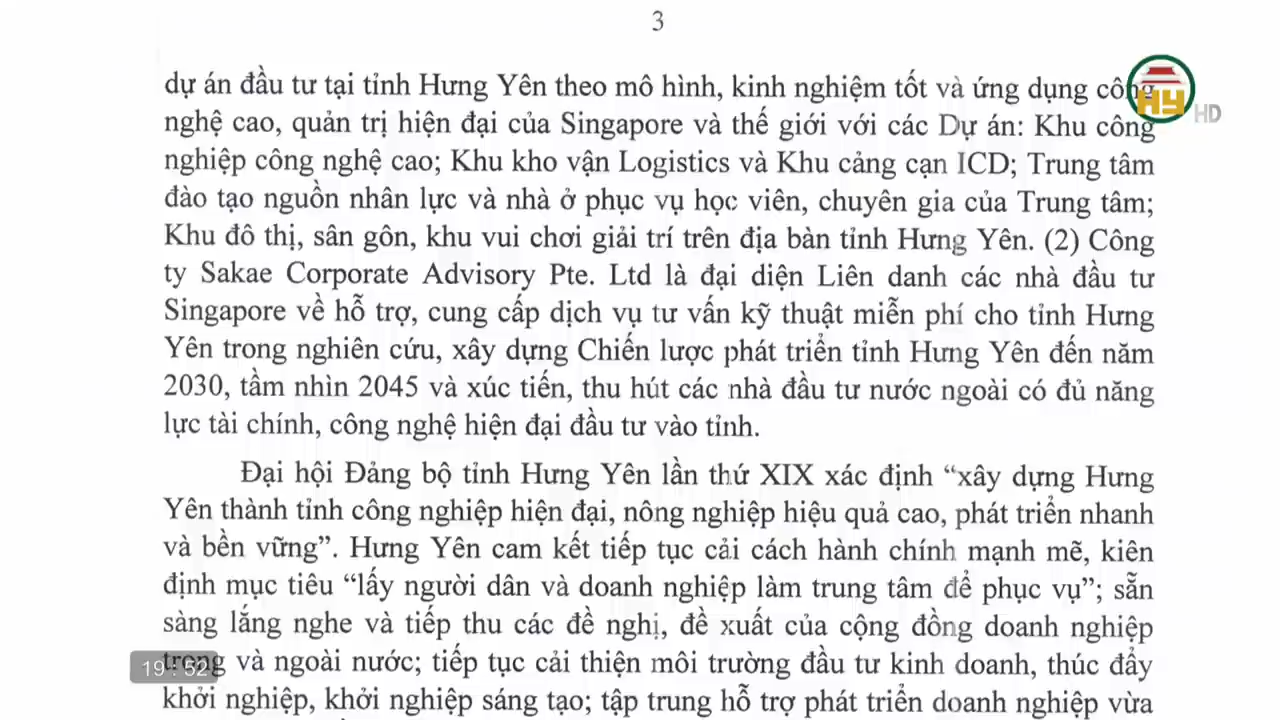 3
dự án đầu tư tại tỉnh Hưng Yên theo mô hình, kinh nghiệm tốt và ứng dụng công
nghệ cao, quản trị hiện đại của Singapore và thế giới với các Dự án: Khu công
nghiệp công nghệ cao; Khu kho vận Logistics và Khu cảng cạn ICD; Trung tâm
đào tạo nguồn nhân lực và nhà ở phục vụ học viên, chuyên gia của Trung tâm;
Khu đô thị, sân gôn, khu vui chơi giải trí trên địa bàn tỉnh Hưng Yên. (2) Công
ty Sakae Corporate Advisory Pte. Ltd là đại diện Liên danh các nhà đầu tư
Singapore về hỗ trợ, cung cấp dịch vụ tư vấn kỹ thuật miễn phí cho tỉnh Hưng
Yên trong nghiên cứu, xây dựng Chiến lược phát triển tỉnh Hưng Yên đến năm
2030, tầm nhìn 2045 và xúc tiến, thu hút các nhà đầu tư nước ngoài có đủ năng
lực tài chính, công nghệ hiện đại đầu tư vào tỉnh.
Đại hội Đảng bộ tỉnh Hưng Yên lần thứ XIX xác định “xây dựng Hưng
Yên thành tỉnh công nghiệp hiện đại, nông nghiệp hiệu quả cao, phát triển nhanh
và bền vững”. Hưng Yên cam kết tiếp tục cải cách hành chính mạnh mẽ, kiên
định mục tiêu “lấy người dân và doanh nghiệp làm trung tâm để phục vụ”; sẵn
sàng lắng nghe và tiếp thu các đề nghị, đề xuất của cộng đồng doanh nghiệp
trong và ngoài nước; tiếp tục cải thiện môi trường đầu tư kinh doanh, thúc đẩy
khởi nghiệp, khởi nghiệp sáng tạo; tập trung hỗ trợ phát triển doanh nghiệp vừa
HY HD
19 : 52